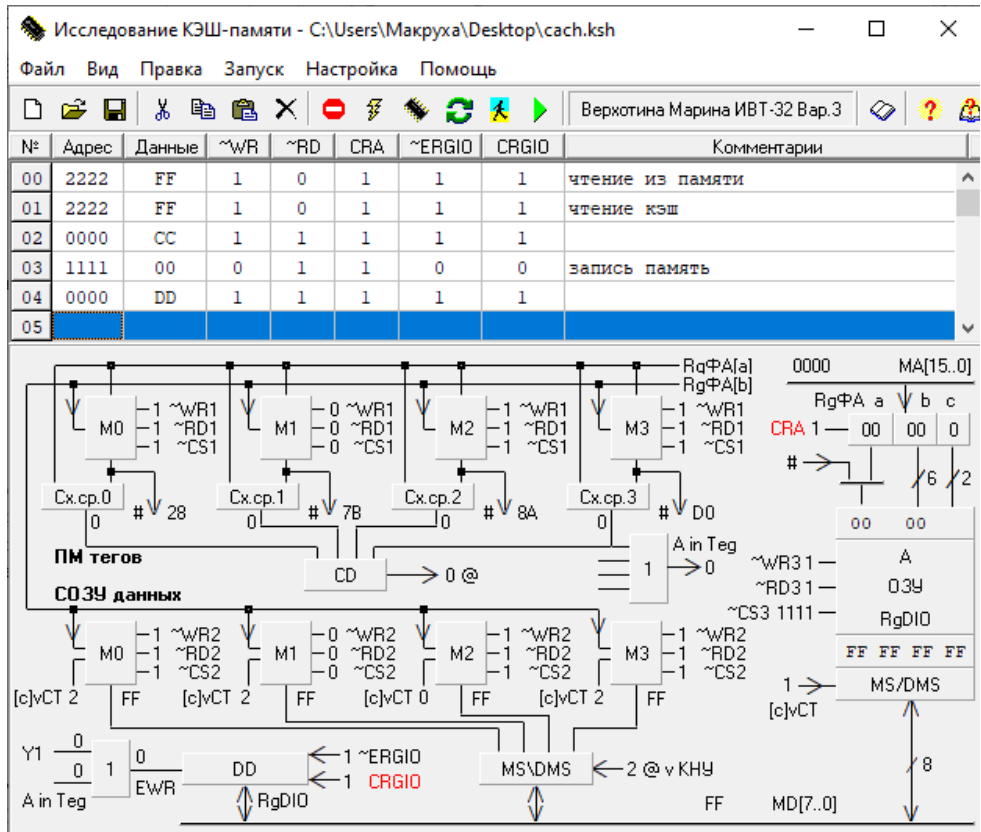 Исследование КЭШ-памяти - C:\Users\Макруха\Desktop\cach.ksh
Файл Вид Правка Запуск Настройка Помощь
Верхотина Марина ИВТ-32 Вар.3
№ Адрес Данные ~WR ~RD CRA ~ERGIO CRGIO Комментарии
00 2222 FF 1 0 1 1 1 чтение из памяти
01 2222 FF 1 0 1 1 1 чтение кэш
02 0000 CC 1 1 1 1 1
03 1111 00 0 1 1 0 0 запись память
04 0000 DD 1 1 1 1 1
05
RgФА[a] 0000 MA[15..0]
RgФА[b]
RgФА a b c
M0 1 ~WR1 M1 0 ~WR1 M2 1 ~WR1 M3 1 ~WR1
1 ~RD1 0 ~RD1 1 ~RD1 1 ~RD1 CRA 1 00 00 0
1 ~CS1 0 ~CS1 1 ~CS1 1 ~CS1
# /6 /2
Сх.ср.0 Сх.ср.1 Сх.ср.2 Сх.ср.3
0 # 28 0 # 7B 0 # 8A 0 # D0
00 00
ПМ тегов CD 0 @ 1 A in Teg 0
A
ОЗУ
RgDIO
~WR3 1
~RD3 1
~CS3 1111
СОЗУ данных
M0 1 ~WR2 M1 0 ~WR2 M2 1 ~WR2 M3 1 ~WR2
1 ~RD2 0 ~RD2 1 ~RD2 1 ~RD2
1 ~CS2 0 ~CS2 1 ~CS2 1 ~CS2
FF FF FF FF
[c]vCT 2 FF [c]vCT 2 FF [c]vCT 0 FF [c]vCT 2 FF
1 MS/DMS
[c]vCT
Y1 0 1 0 DD 1 ~ERGIO MS\DMS 2 @ v КНУ /8
A in Teg 0 EWR 1 CRGIO
RgDIO FF MD[7..0]